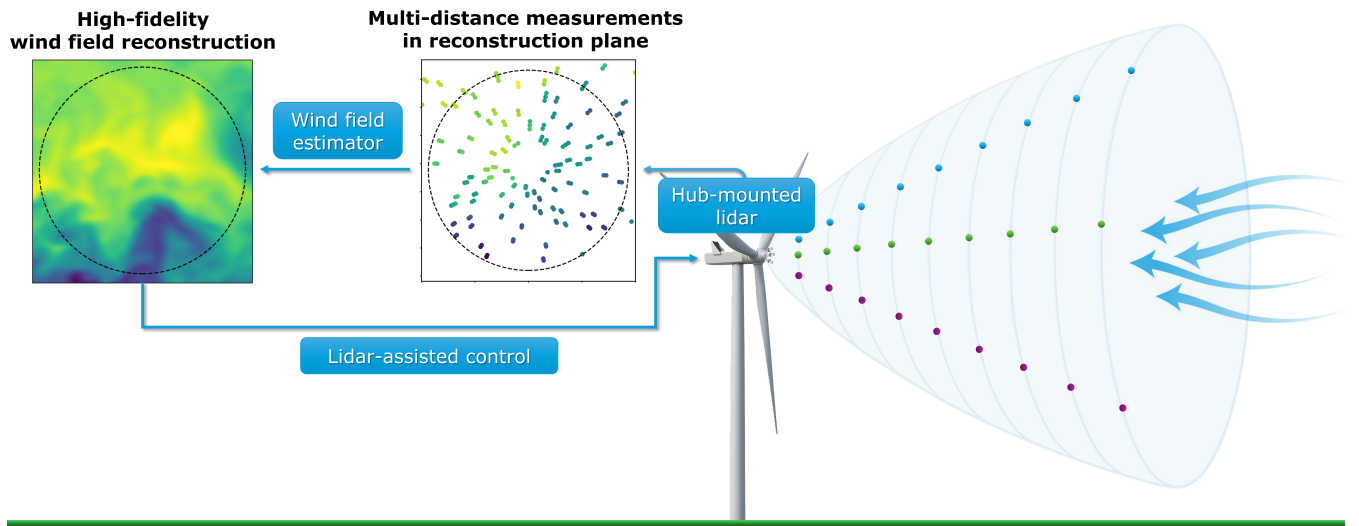 High-fidelity
wind field reconstruction
Multi-distance measurements
in reconstruction plane
Wind field
estimator
Hub-mounted
lidar
Lidar-assisted control